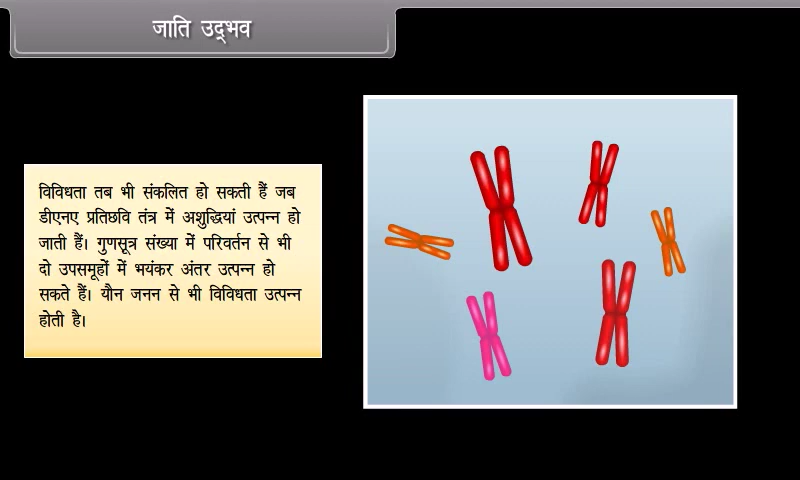 जाति उद्‌भव
विविधता तब भी संकलित हो सकती हैं जब
डीएनए प्रतिछवि तंत्र में अशुद्धियां उत्पन्न हो
जाती हैं। गुणसूत्र संख्या में परिवर्तन से भी
दो उपसमूहों में भयंकर अंतर उत्पन्न हो
सकते हैं। यौन जनन से भी विविधता उत्पन्न
होती है।